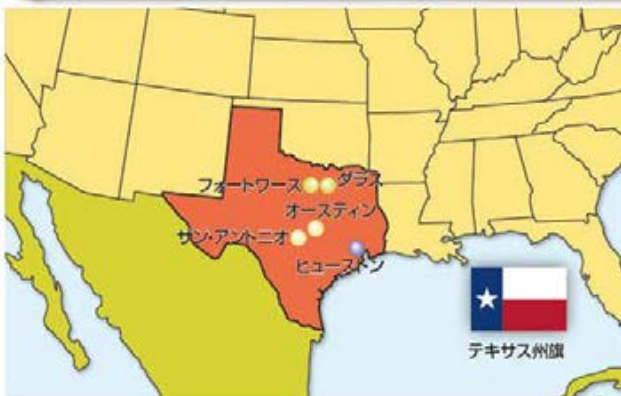 フォートワース
ダラス
オースティン
サン・アントニオ
ヒューストン
テキサス州旗